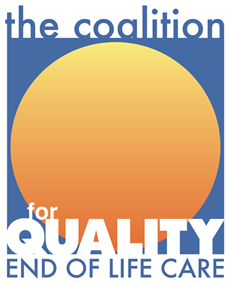 the coalition
for
QUALITY
END OF LIFE CARE